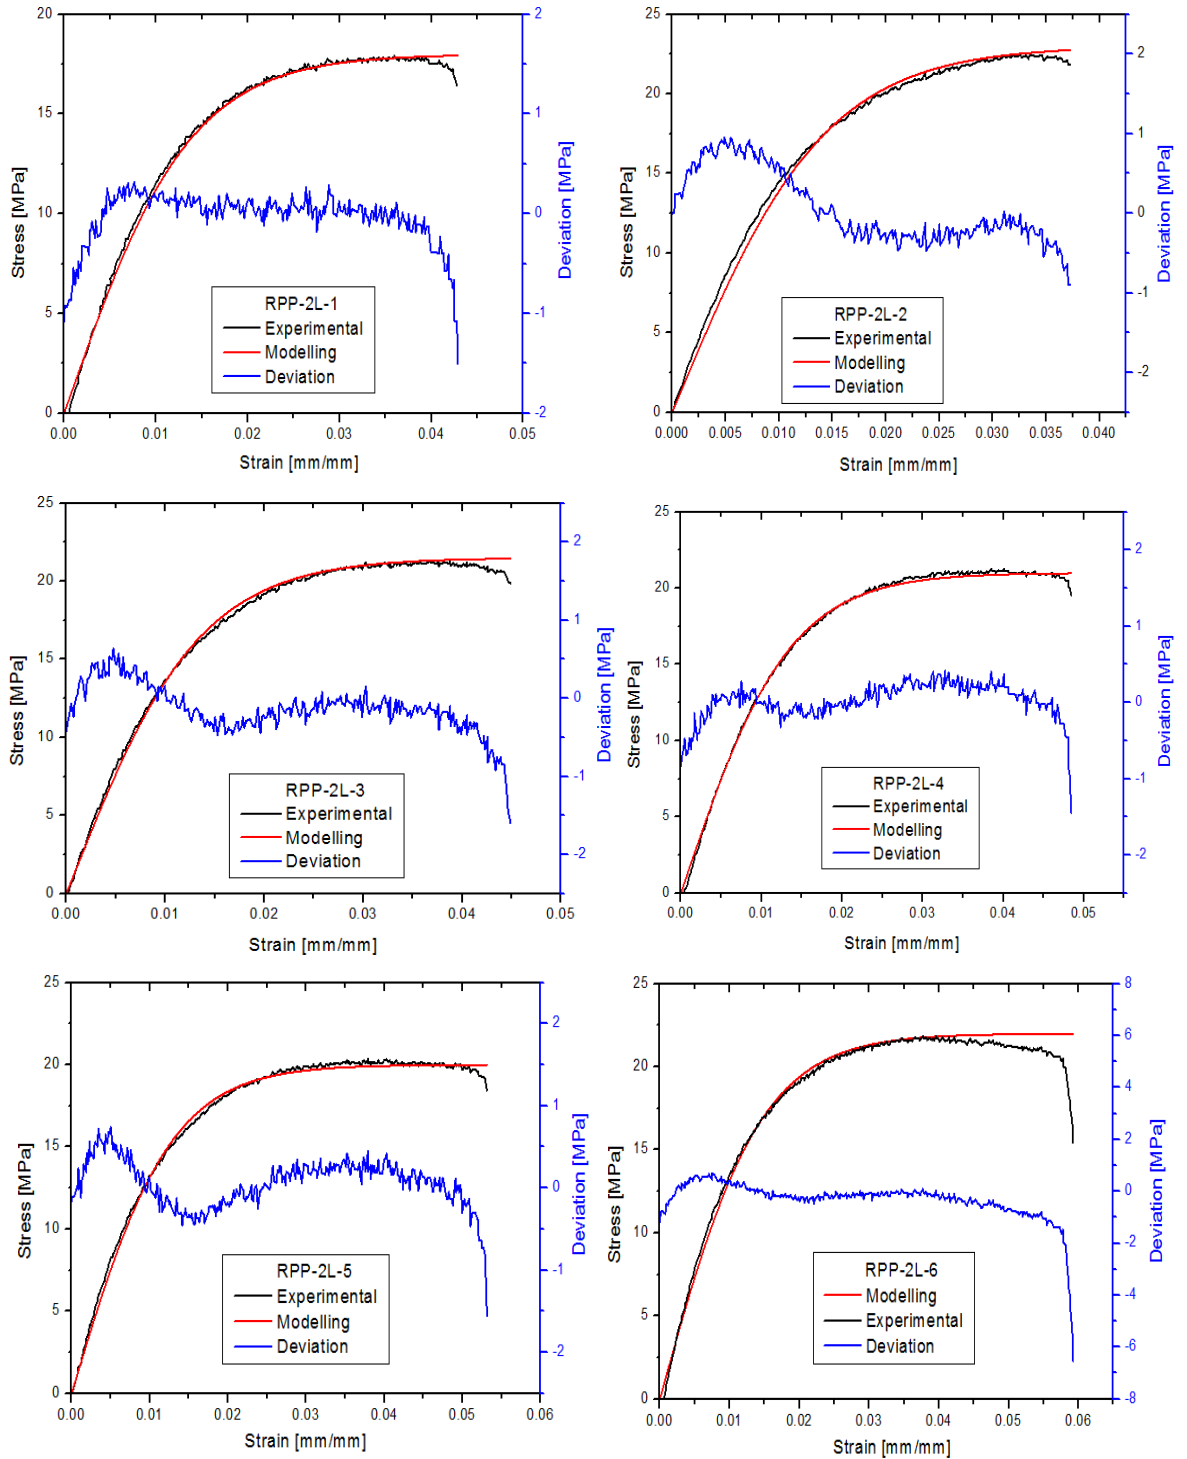 20
15
10
5
0
Stress [MPa]
2
1
0
-1
-2
Deviation [MPa]
RPP-2L-1
Experimental
Modelling
Deviation
0.00 0.01 0.02 0.03 0.04 0.05
Strain [mm/mm]
25
20
15
10
5
0
Stress [MPa]
2
1
0
-1
-2
Deviation [MPa]
RPP-2L-2
Experimental
Modelling
Deviation
0.000 0.005 0.010 0.015 0.020 0.025 0.030 0.035 0.040
Strain [mm/mm]
25
20
15
10
5
0
Stress [MPa]
2
1
0
-1
-2
Deviation [MPa]
RPP-2L-3
Experimental
Modelling
Deviation
0.00 0.01 0.02 0.03 0.04 0.05
Strain [mm/mm]
25
20
15
10
5
0
Stress [MPa]
2
1
0
-1
-2
Deviation [MPa]
RPP-2L-4
Experimental
Modelling
Deviation
0.00 0.01 0.02 0.03 0.04 0.05
Strain [mm/mm]
25
20
15
10
5
0
Stress [MPa]
2
1
0
-1
-2
Deviation [MPa]
RPP-2L-5
Experimental
Modelling
Deviation
0.00 0.01 0.02 0.03 0.04 0.05 0.06
Strain [mm/mm]
25
20
15
10
5
0
Stress [MPa]
8
6
4
2
0
-2
-4
-6
-8
Deviation [MPa]
RPP-2L-6
Modelling
Experimental
Deviation
0.00 0.01 0.02 0.03 0.04 0.05 0.06
Strain [mm/mm]